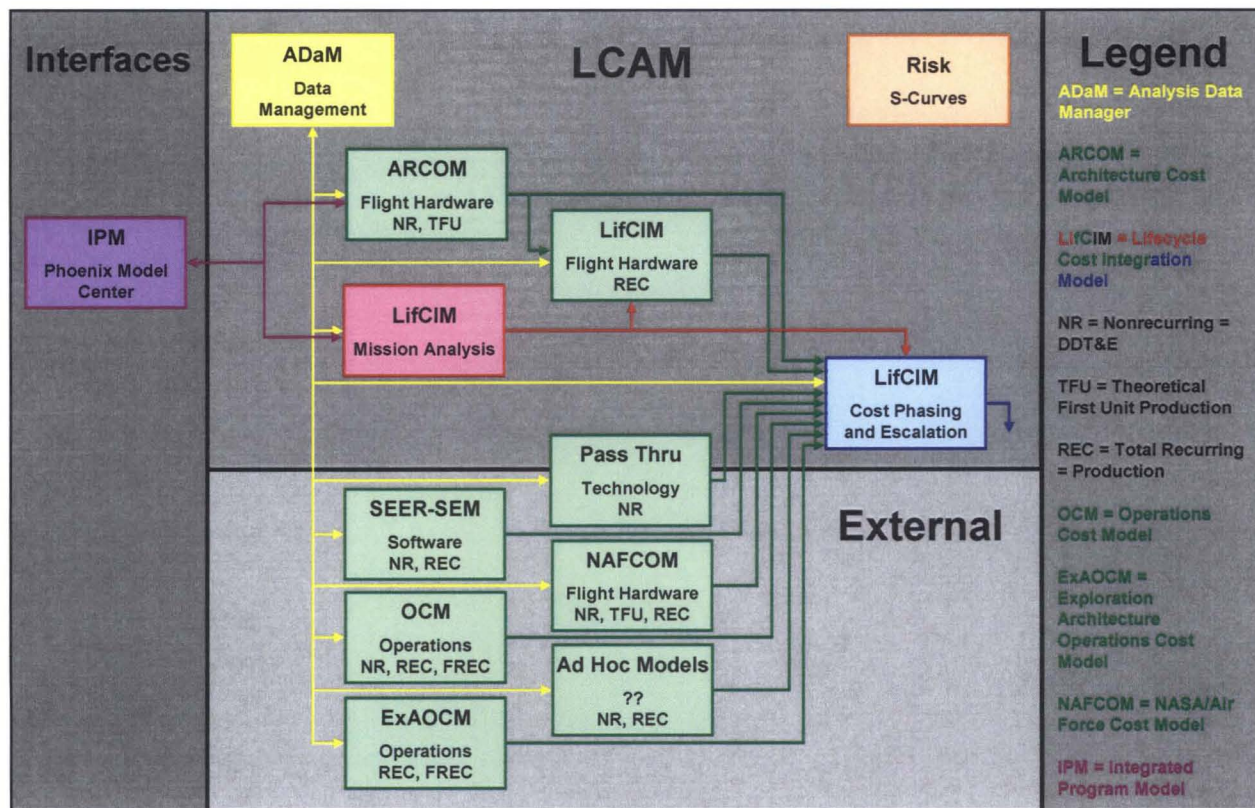 Interfaces
IPM
Phoenix Model
Center
LCAM
ADaM
Data
Management
Risk
S-Curves
ARCOM
Flight Hardware
NR, TFU
LifCIM
Flight Hardware
REC
LifCIM
Mission Analysis
LifCIM
Cost Phasing
and Escalation
Pass Thru
Technology
NR
External
SEER-SEM
Software
NR, REC
NAFCOM
Flight Hardware
NR, TFU, REC
OCM
Operations
NR, REC, FREC
Ad Hoc Models
??
NR, REC
ExAOCM
Operations
REC, FREC
Legend
ADaM = Analysis Data
Manager
ARCOM =
Architecture Cost
Model
LifCIM = Lifecycle
Cost Integration
Model
NR = Nonrecurring =
DDT&E
TFU = Theoretical
First Unit Production
REC = Total Recurring
= Production
OCM = Operations
Cost Model
ExAOCM =
Exploration
Architecture
Operations Cost
Model
NAFCOM = NASA/Air
Force Cost Model
IPM = Integrated
Program Model